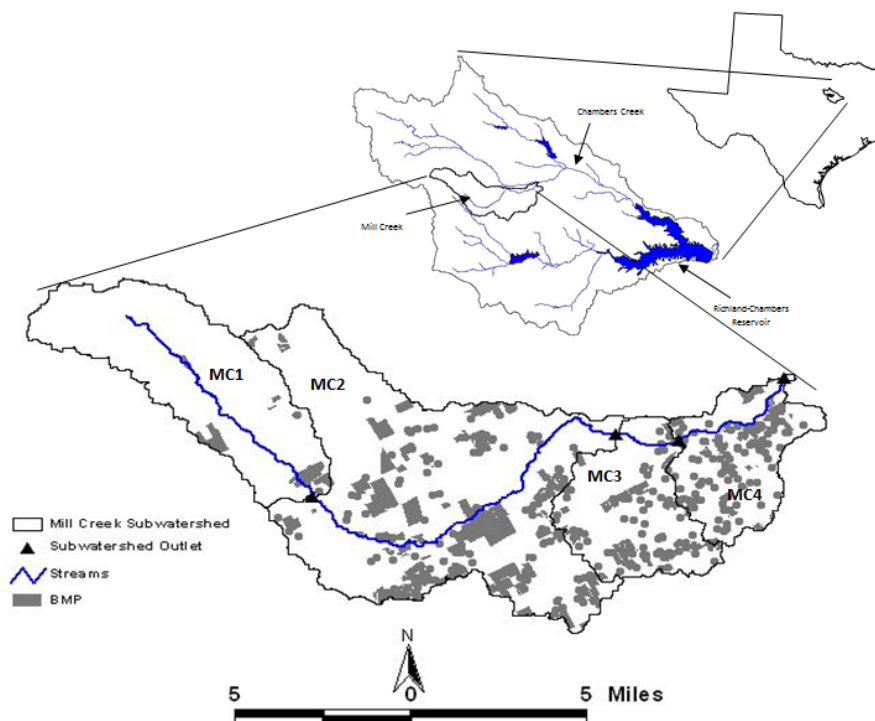 Chambers Creek
Mill Creek
Richland-Chambers
Reservoir
MC1
MC2
MC3
MC4
Mill Creek Subwatershed
Subwatershed Outlet
Streams
BMP
N
5 0 5 Miles